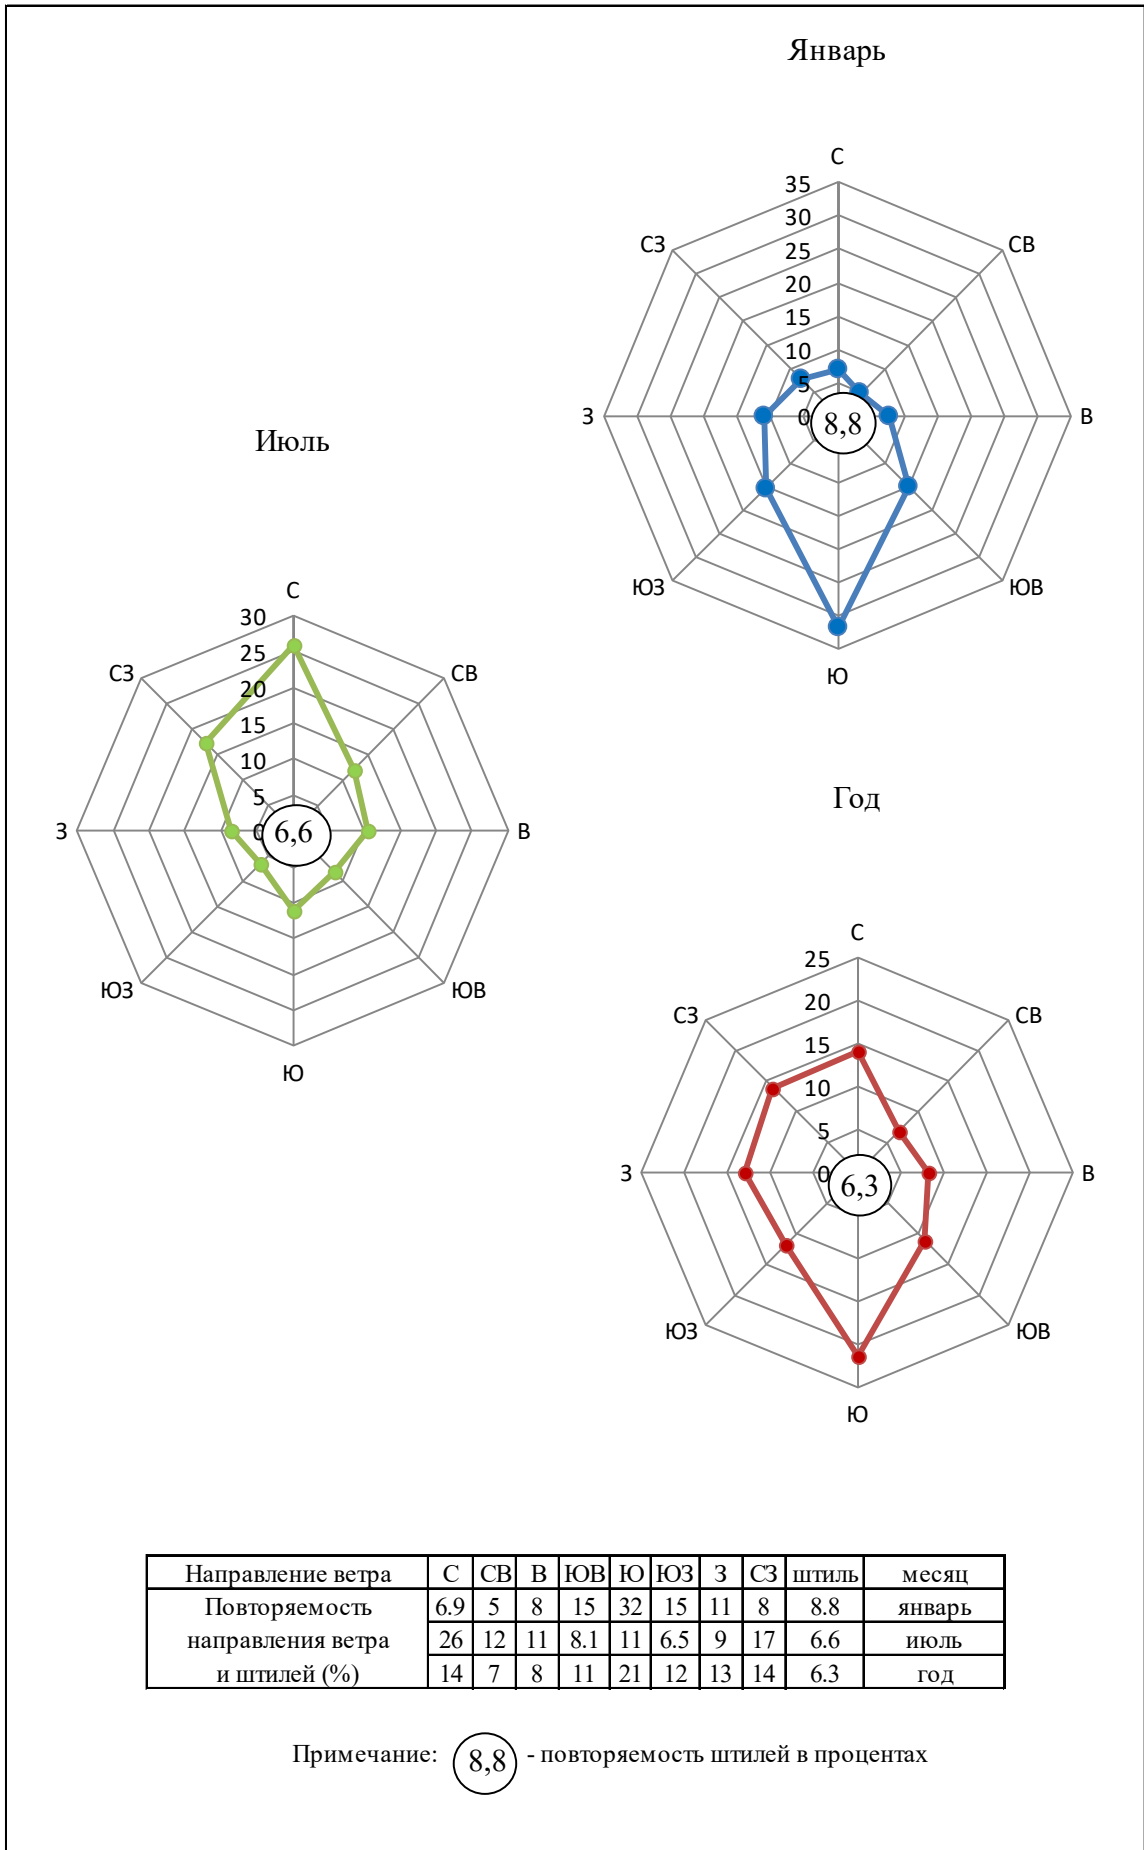 Январь
С
35
30
25
20
15
10
5
0
СВ
В
ЮВ
Ю
ЮЗ
З
СЗ
8,8
Июль
С
30
25
20
15
10
5
0
СВ
В
ЮВ
Ю
ЮЗ
З
СЗ
6,6
Год
С
25
20
15
10
5
0
СВ
В
ЮВ
Ю
ЮЗ
З
СЗ
6,3
Направление ветра С СВ В ЮВ Ю ЮЗ З СЗ штиль месяц
Повторяемость 6.9 5 8 15 32 15 11 8 8.8 январь
направления ветра 26 12 11 8.1 11 6.5 9 17 6.6 июль
и штилей (%) 14 7 8 11 21 12 13 14 6.3 год
Примечание: 8,8 - повторяемость штилей в процентах